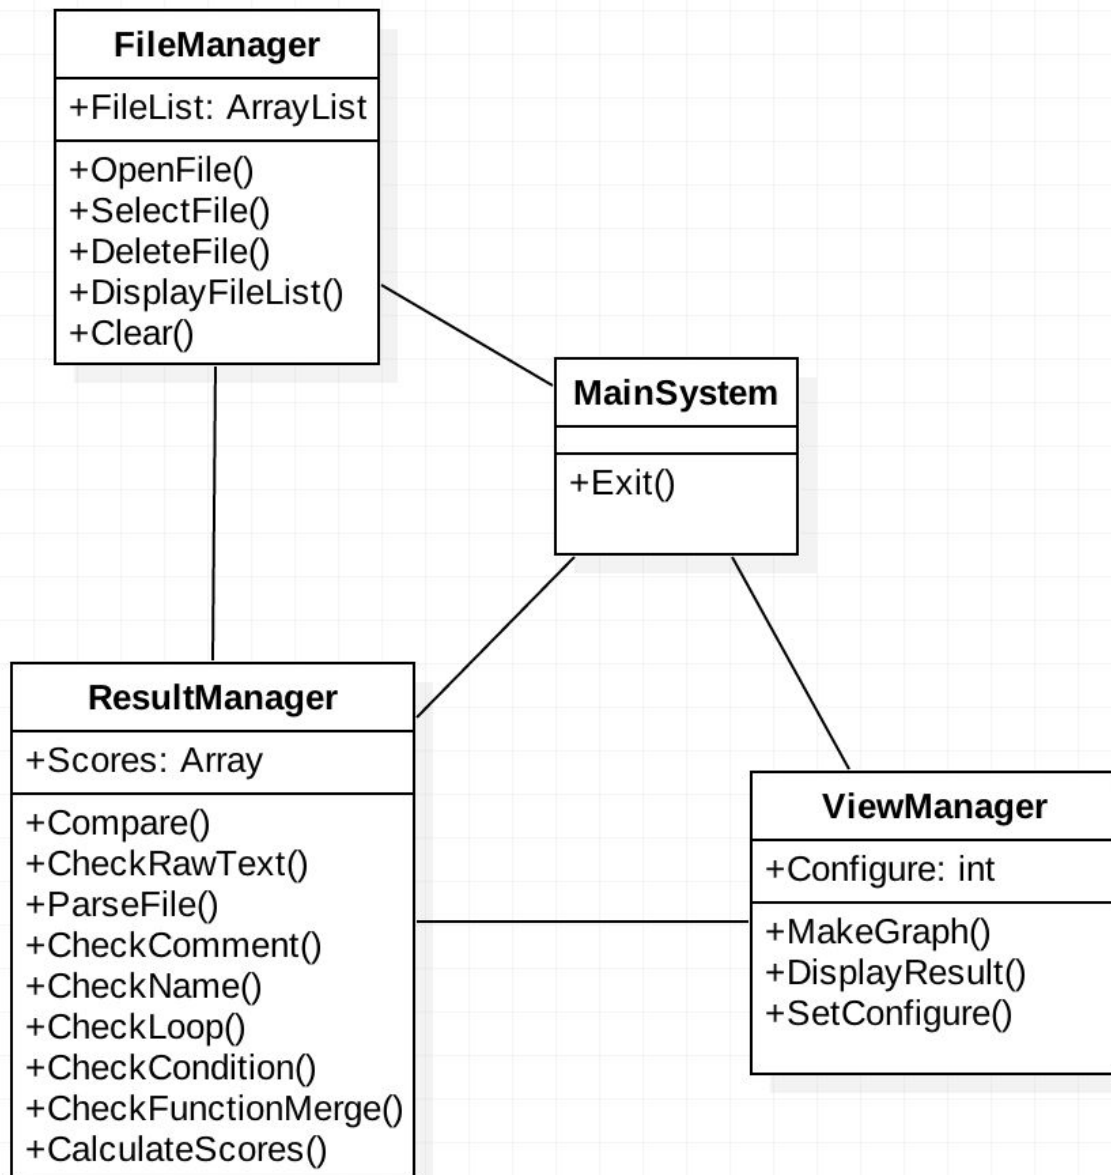 FileManager
+FileList: ArrayList
+OpenFile()
+SelectFile()
+DeleteFile()
+DisplayFileList()
+Clear()
MainSystem
+Exit()
ResultManager
+Scores: Array
+Compare()
+CheckRawText()
+ParseFile()
+CheckComment()
+CheckName()
+CheckLoop()
+CheckCondition()
+CheckFunctionMerge()
+CalculateScores()
ViewManager
+Configure: int
+MakeGraph()
+DisplayResult()
+SetConfigure()